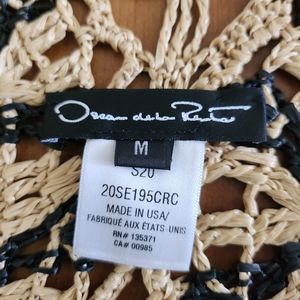 Oscar de la Renta
M
S20
20SE195CRC
MADE IN USA/
FABRIQUÉ AUX ÉTATS-UNIS
RN# 135371
CA# 00985